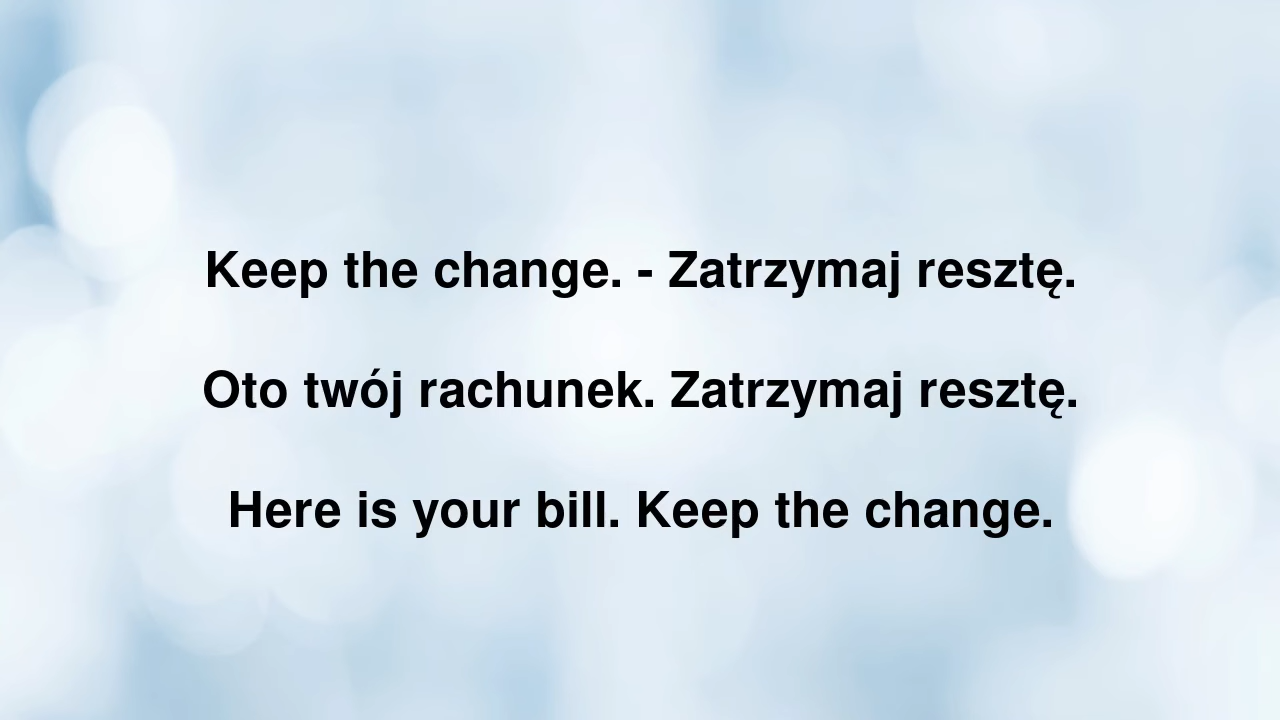 Keep the change. - Zatrzymaj resztę.
Oto twój rachunek. Zatrzymaj resztę.
Here is your bill. Keep the change.